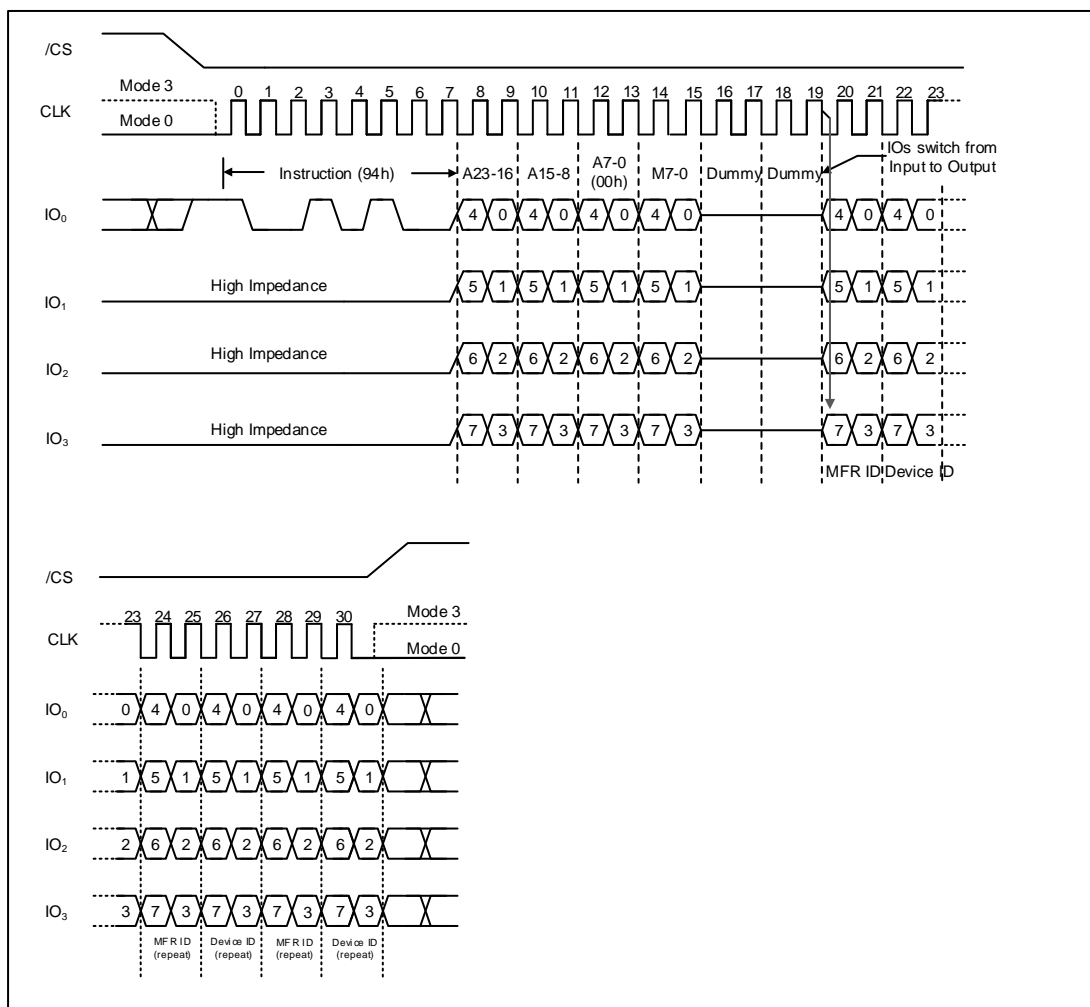 /CS
Mode 3
CLK
Mode 0
0 1 2 3 4 5 6 7 8 9 10 11 12 13 14 15 16 17 18 19 20 21 22 23
IOs switch from
Input to Output
Instruction (94h) A23-16 A15-8 A7-0 M7-0 Dummy Dummy
(00h)
IO0 4 0 4 0 4 0 4 0 4 0 4 0
IO1 High Impedance 5 1 5 1 5 1 5 1 5 1 5 1
IO2 High Impedance 6 2 6 2 6 2 6 2 6 2 6 2
IO3 High Impedance 7 3 7 3 7 3 7 3 7 3 7 3
MFR ID Device ID
/CS
23 24 25 26 27 28 29 30 Mode 3
CLK
Mode 0
IO0 0 4 0 4 0 4 0 4 0
IO1 1 5 1 5 1 5 1 5 1
IO2 2 6 2 6 2 6 2 6 2
IO3 3 7 3 7 3 7 3 7 3
MFR ID Device ID MFR ID Device ID
(repeat) (repeat) (repeat) (repeat)